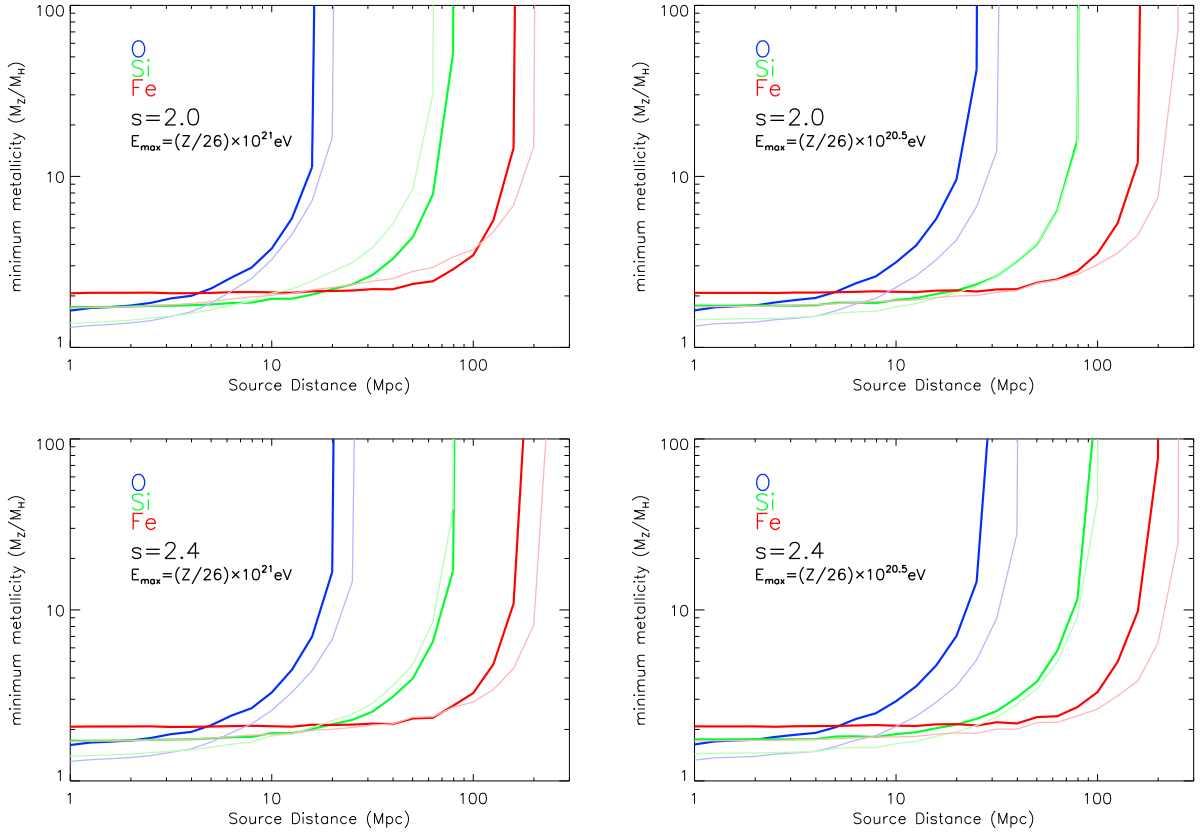 100
10
1
minimum metallicity (M_Z/M_H)
O
Si
Fe
s=2.0
E_max=(Z/26)×10^21eV
1 10 100
Source Distance (Mpc)
100
10
1
minimum metallicity (M_Z/M_H)
O
Si
Fe
s=2.0
E_max=(Z/26)×10^20.5eV
1 10 100
Source Distance (Mpc)
100
10
1
minimum metallicity (M_Z/M_H)
O
Si
Fe
s=2.4
E_max=(Z/26)×10^21eV
1 10 100
Source Distance (Mpc)
100
10
1
minimum metallicity (M_Z/M_H)
O
Si
Fe
s=2.4
E_max=(Z/26)×10^20.5eV
1 10 100
Source Distance (Mpc)